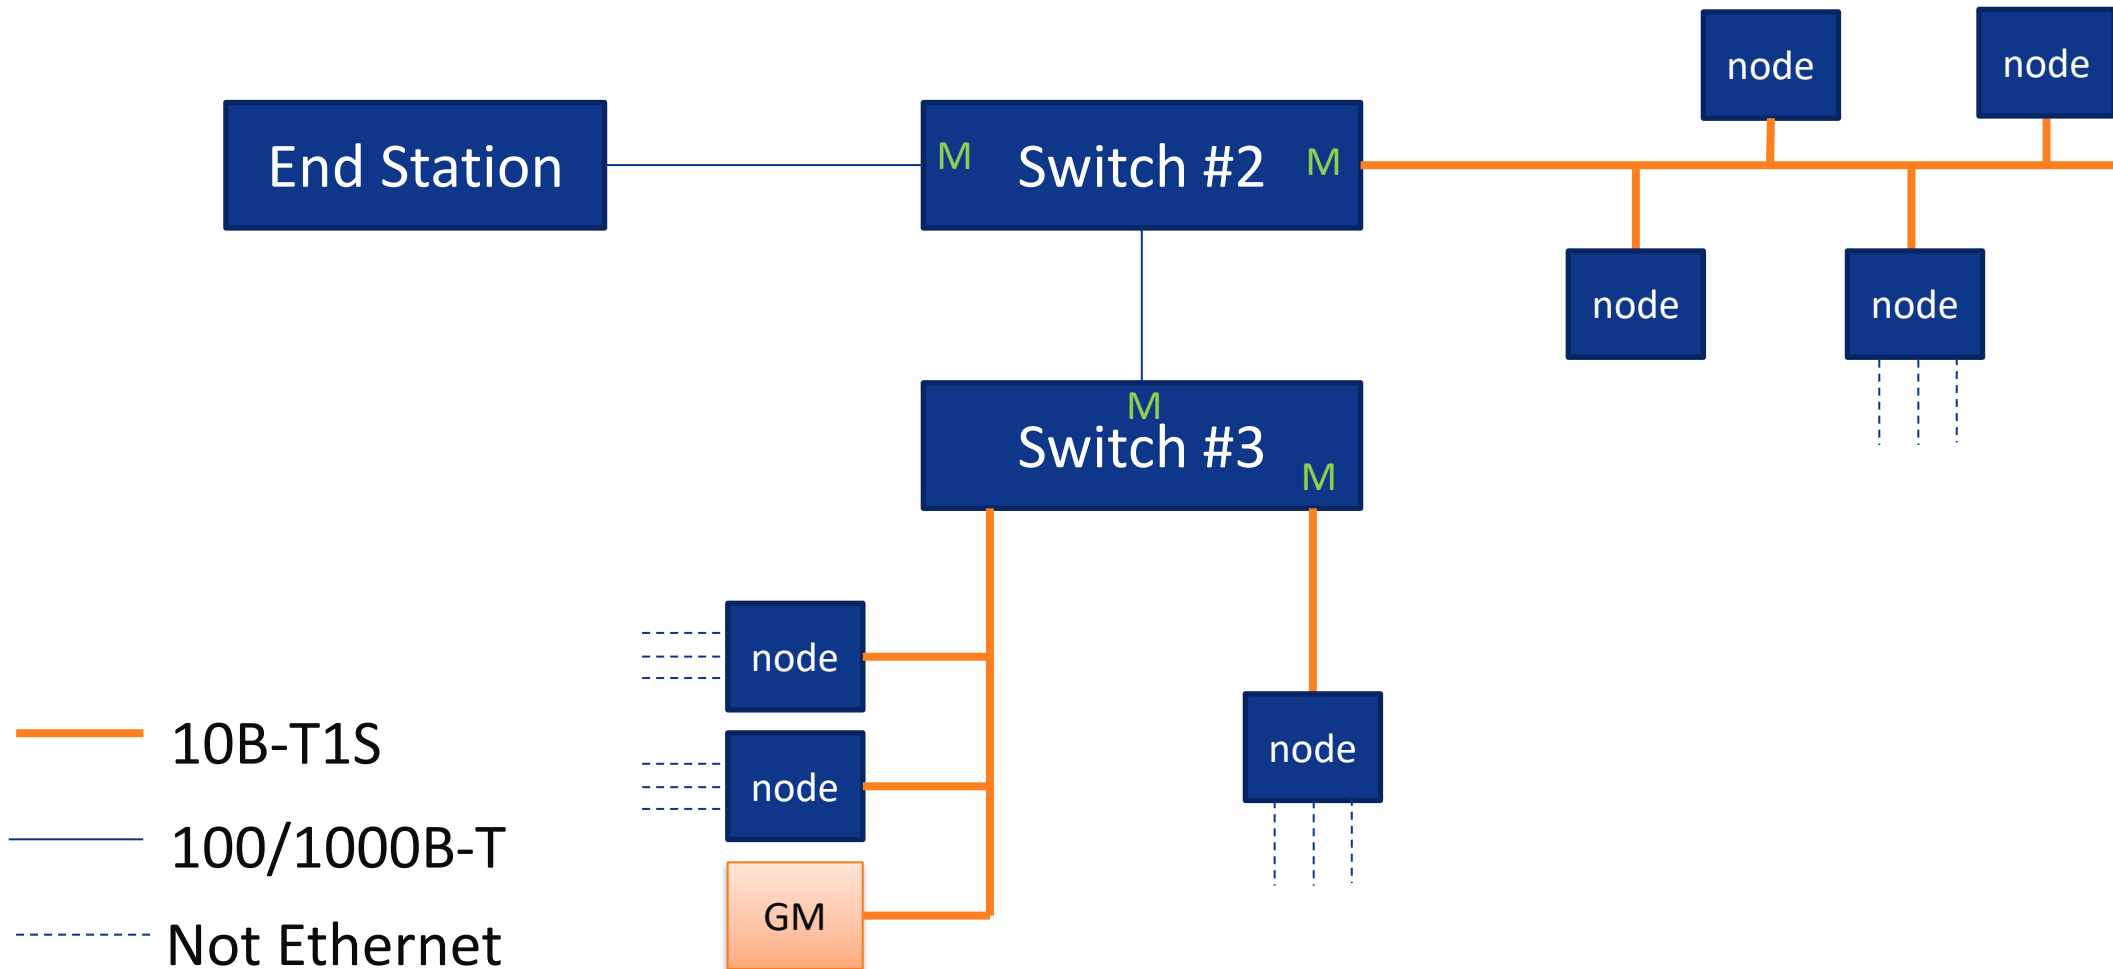 node
node
End Station
M
Switch #2
M
node
node
M
Switch #3
M
node
node
node
GM
10B-T1S
100/1000B-T
Not Ethernet